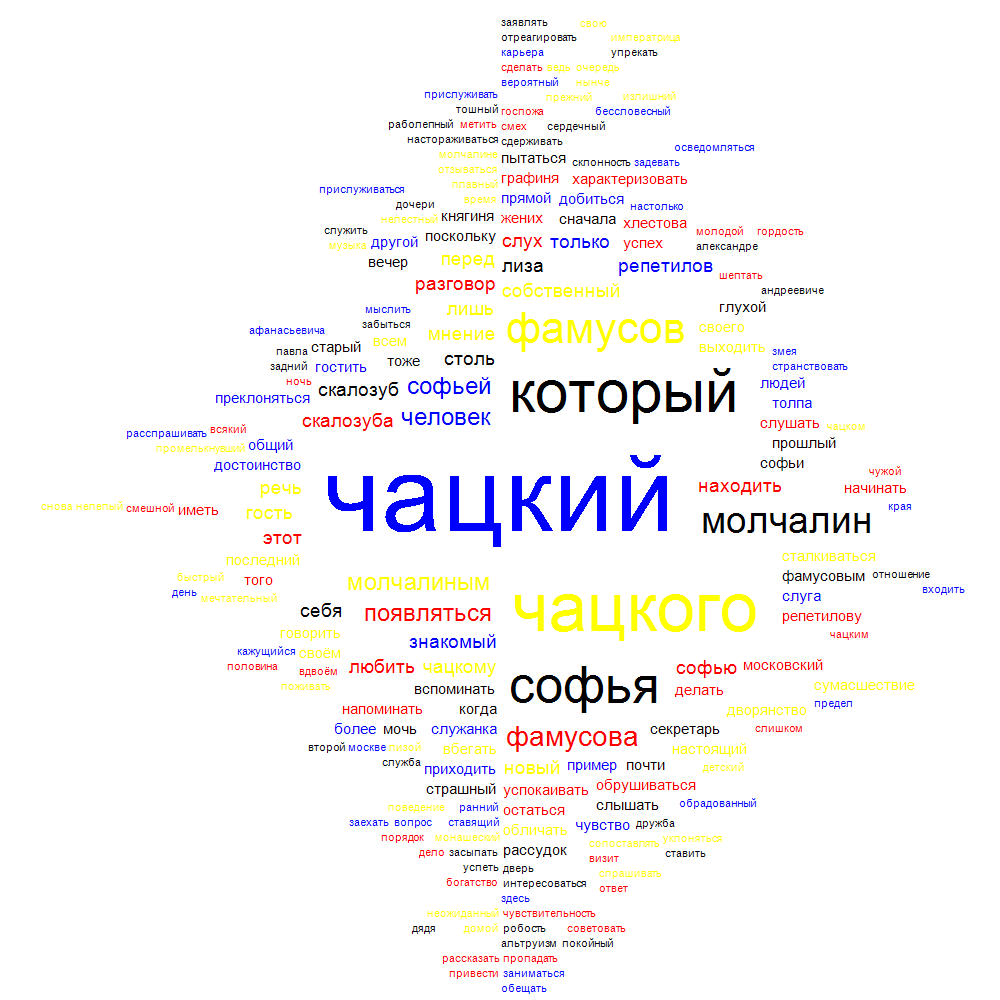 заявлять свою
отреагировать императрица
карьера упрекать
сделать ведь очередь
вероятный нынче
прислуживать прежний излишний
тошный госпожа бессловесный
раболепный метить смех сердечный
настораживаться сдерживать
осведомляться
молчалина пытаться склонность задевать
отзываться графиня характеризовать
плавный
прислуживаться время прямой добиться
дочери настолько
нелестный княгиня жених сначала хлестова
служить поскольку молодой гордость
музыка другой слух только успех александре
вечер перед лиза репетилов
шептать
разговор собственный андреевиче
мыслить лишь глухой
забыться фамусов своего
афанасьевича всем мнение выходить
павла старый змея
задний гостить тоже столь странствовать
ночь скалозуб софьей который людей
преклоняться толпа
скалозуба человек слушать чацком
расспрашивать всякий
промелькнувший общий прошлый
достоинство софьи
чужой
речь чацкий находить начинать
снова нелепый смешной иметь гость края
молчалин
этот
последний сталкиваться
быстрый того молчалиным фамусовым отношение
день мечтательный слуга входить
себя появляться чацкого репетилову
говорить чацким
знакомый
кажущийся своём
половина вдвоём любить чацкому софью московский
поживать вспоминать софья делать сумасшествие
предел
напоминать когда дворянство
более мочь служанка секретарь слишком
второй москве лизой вбегать фамусова настоящий
служба приходить новый пример почти детский
страшный успокаивать обрушиваться
поведение ранний остаться слышать обрадованный
заехать вопрос ставящий обличать чувство дружба
порядок монашеский сопоставлять уклоняться
дело засыпать рассудок визит ставить
успеть дверь спрашивать
богатство интересоваться ответ
здесь
неожиданный чувствительность
дядя домой робость советовать
альтруизм покойный
рассказать пропадать
привести заниматься
обещать